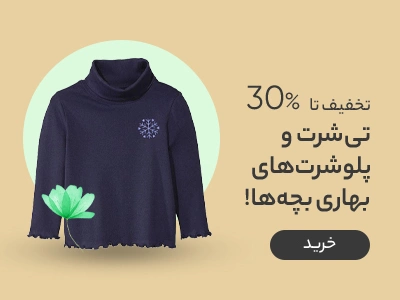 تخفیف تا 30%
تی‌شرت و
پلوشرت‌های
بهاری بچه‌ها!
خرید